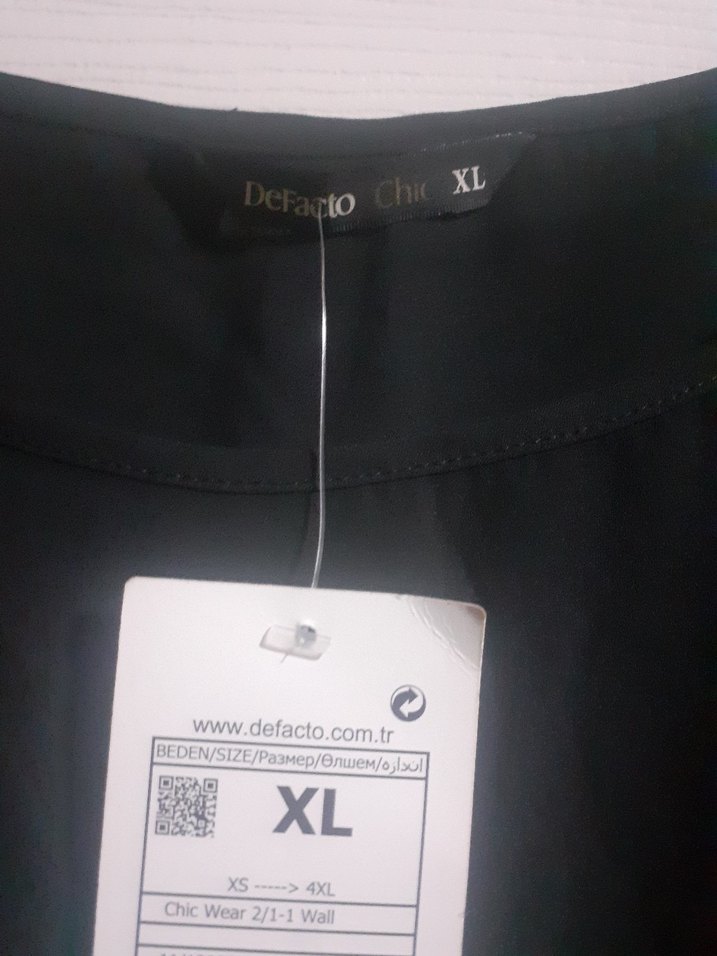 DeFacto Chic XL
www.defacto.com.tr
BEDEN/SIZE/Размер/Өлшем/اندازه
XL
XS -----> 4XL
Chic Wear 2/1-1 Wall